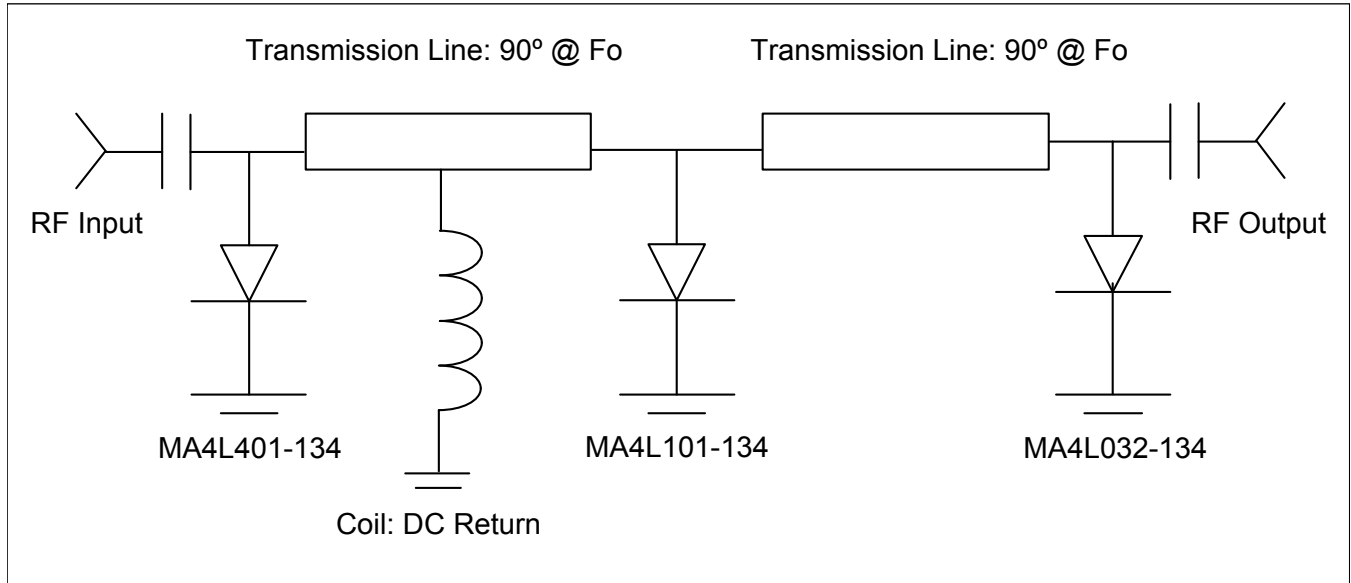 Transmission Line: 90º @ Fo
Transmission Line: 90º @ Fo
RF Input
RF Output
MA4L401-134
MA4L101-134
MA4L032-134
Coil: DC Return